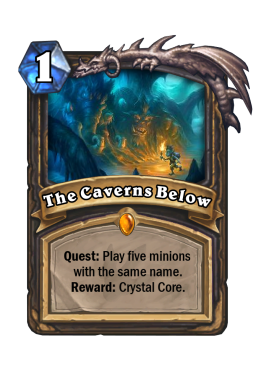 1
The Caverns Below
Quest: Play five minions
with the same name.
Reward: Crystal Core.